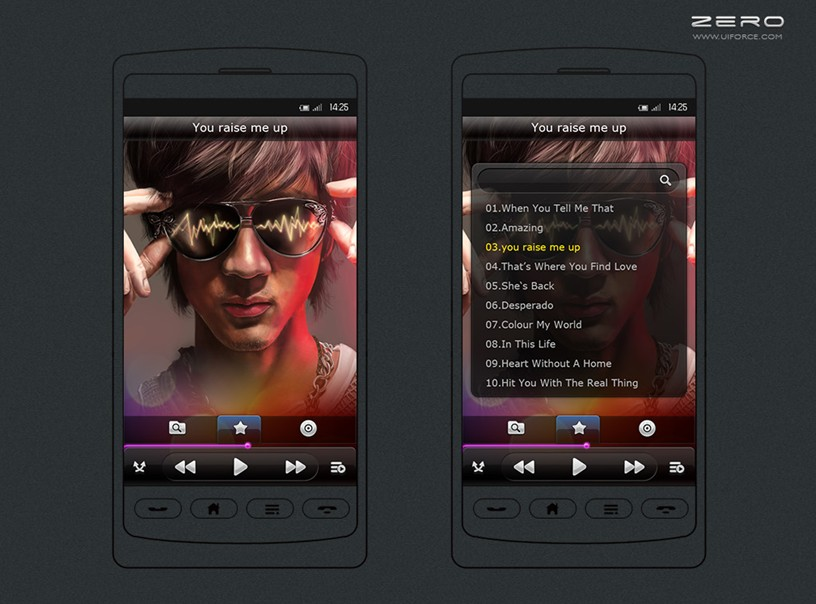 ZERO
WWW.UIFORCE.COM
14:25
You raise me up
14:25
You raise me up
01.When You Tell Me That
02.Amazing
03.you raise me up
04.That's Where You Find Love
05.She's Back
06.Desperado
07.Colour My World
08.In This Life
09.Heart Without A Home
10.Hit You With The Real Thing